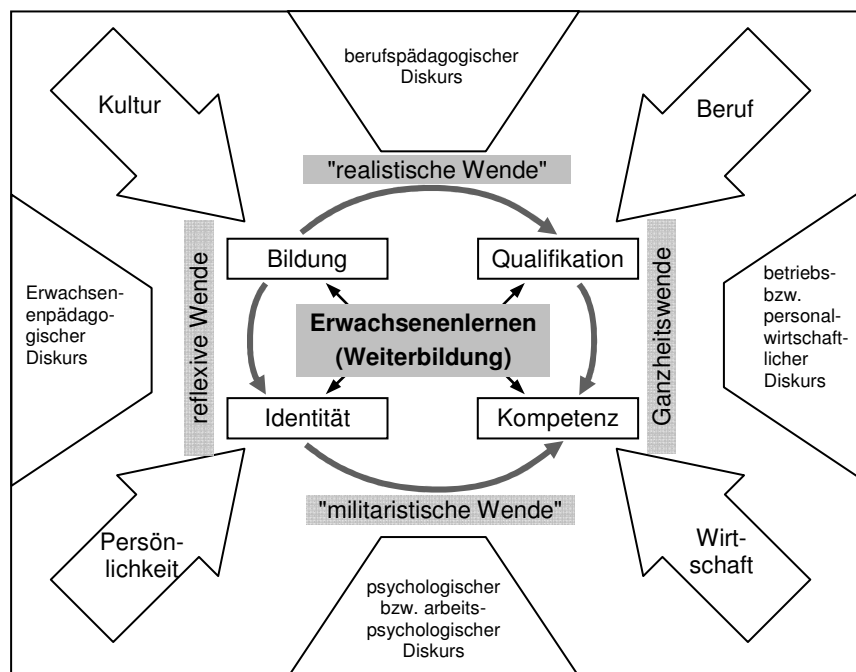 berufspädagogischer
Diskurs
Kultur
Beruf
"realistische Wende"
reflexive Wende
Bildung
Qualifikation
Ganzheitswende
Erwachsen-
enpädago-
gischer
Diskurs
Erwachsenenlernen
(Weiterbildung)
betriebs-
bzw.
personal-
wirtschaft-
licher
Diskurs
Identität
Kompetenz
"militaristische Wende"
Persön-
lichkeit
Wirt-
schaft
psychologischer
bzw. arbeits-
psychologischer
Diskurs